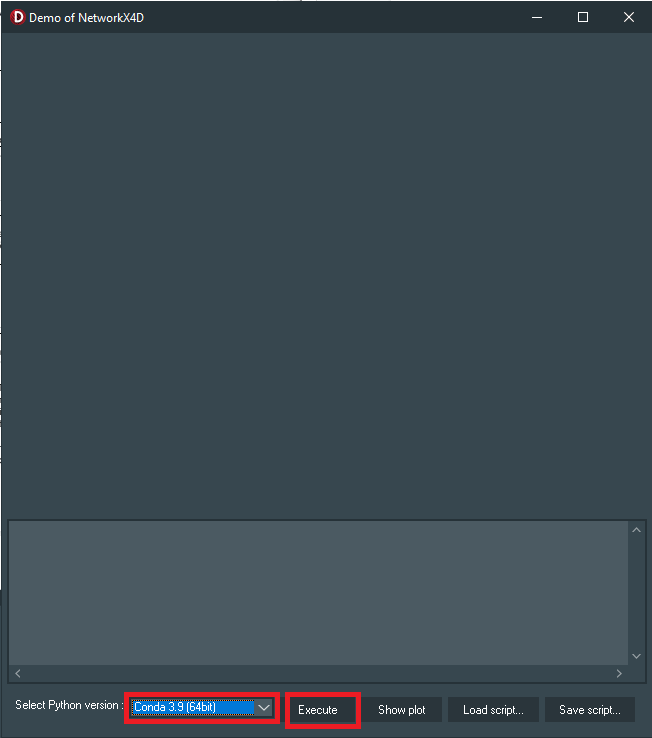 Demo of NetworkX4D
Select Python version :
Conda 3.9 (64bit)
Execute
Show plot
Load script...
Save script...